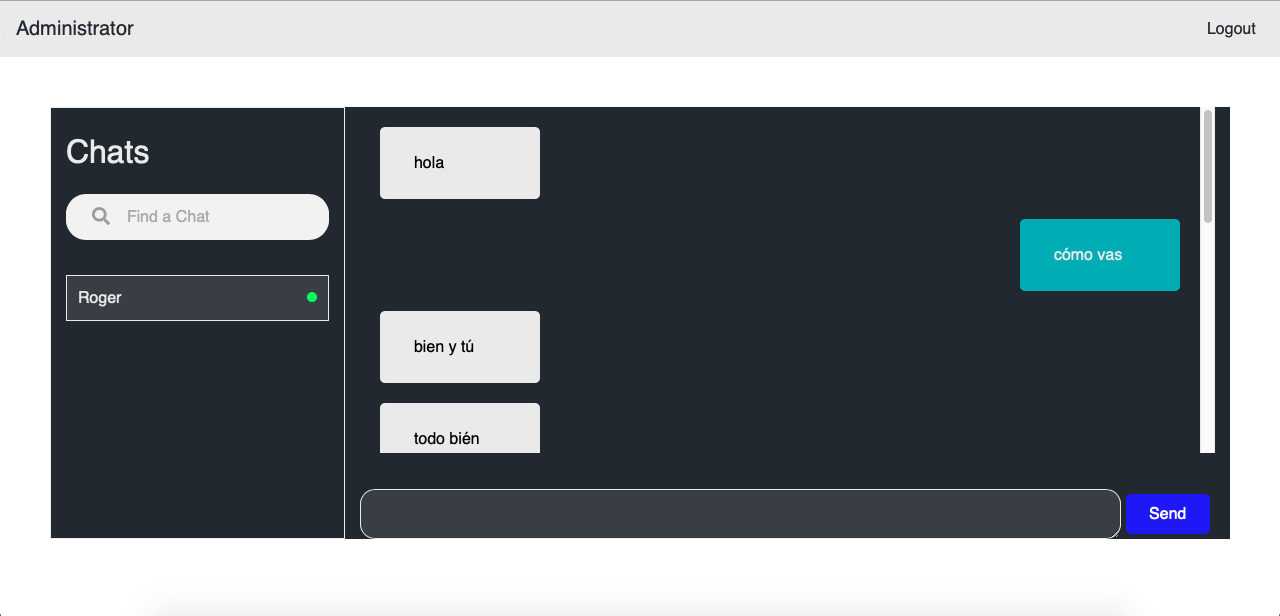 Administrator
Logout
Chats
Find a Chat
Roger
hola
cómo vas
bien y tú
todo bién
Send